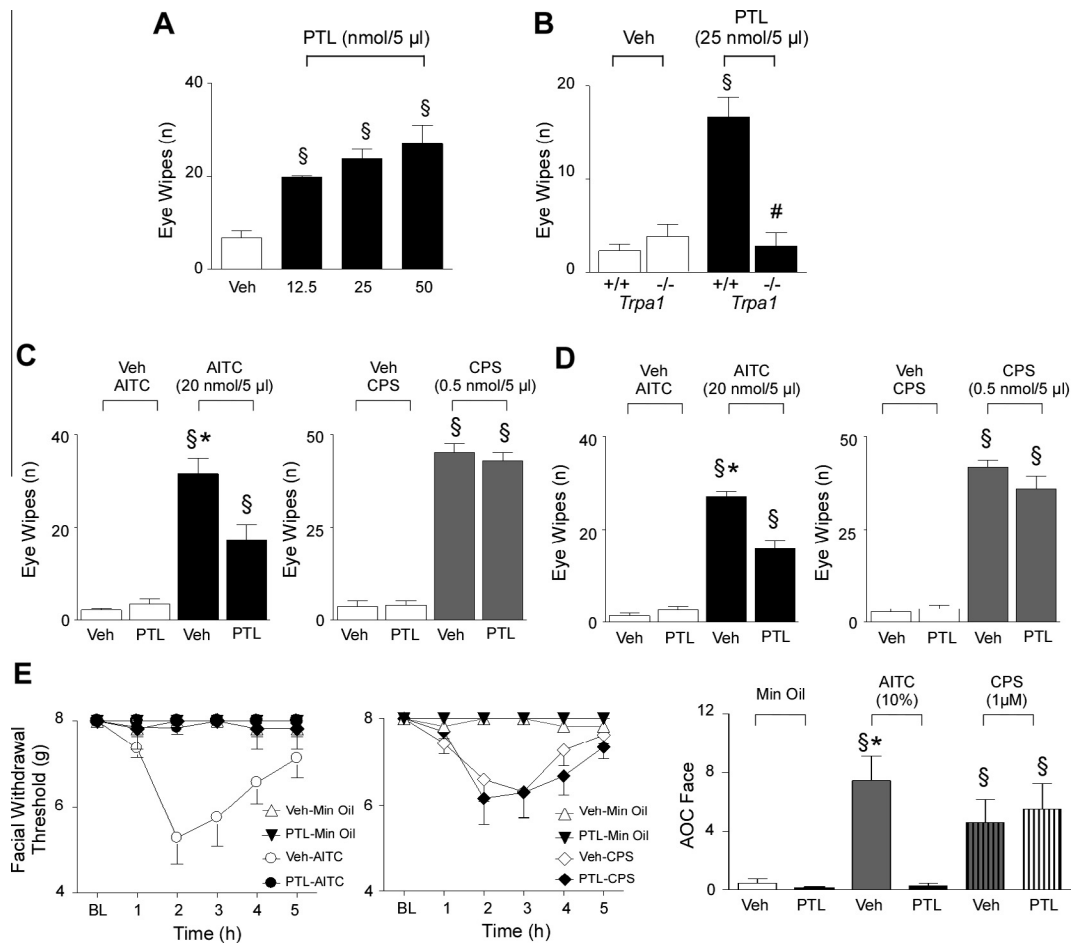 A
PTL (nmol/5 µl)
Eye Wipes (n)
40
20
0
§
§
§
Veh
12.5
25
50
B
Veh
PTL
(25 nmol/5 µl)
Eye Wipes (n)
20
10
0
§
#
+/+
-/-
+/+
-/-
Trpa1
Trpa1
C
Veh
AITC
AITC
(20 nmol/5 µl)
Eye Wipes (n)
40
20
0
§*
§
Veh
PTL
Veh
PTL
Veh
CPS
CPS
(0.5 nmol/5 µl)
Eye Wipes (n)
50
25
0
§
§
Veh
PTL
Veh
PTL
D
Veh
AITC
AITC
(20 nmol/5 µl)
Eye Wipes (n)
40
20
0
§*
§
Veh
PTL
Veh
PTL
Veh
CPS
CPS
(0.5 nmol/5 µl)
Eye Wipes (n)
50
25
0
§
§
Veh
PTL
Veh
PTL
E
Facial Withdrawal
Threshold (g)
8
6
4
Veh-Min Oil
PTL-Min Oil
Veh-AITC
PTL-AITC
BL
1
2
3
4
5
Time (h)
8
6
4
Veh-Min Oil
PTL-Min Oil
Veh-CPS
PTL-CPS
BL
1
2
3
4
5
Time (h)
Min Oil
AITC
(10%)
CPS
(1µM)
AOC Face
12
8
4
0
§*
§
§
Veh
PTL
Veh
PTL
Veh
PTL